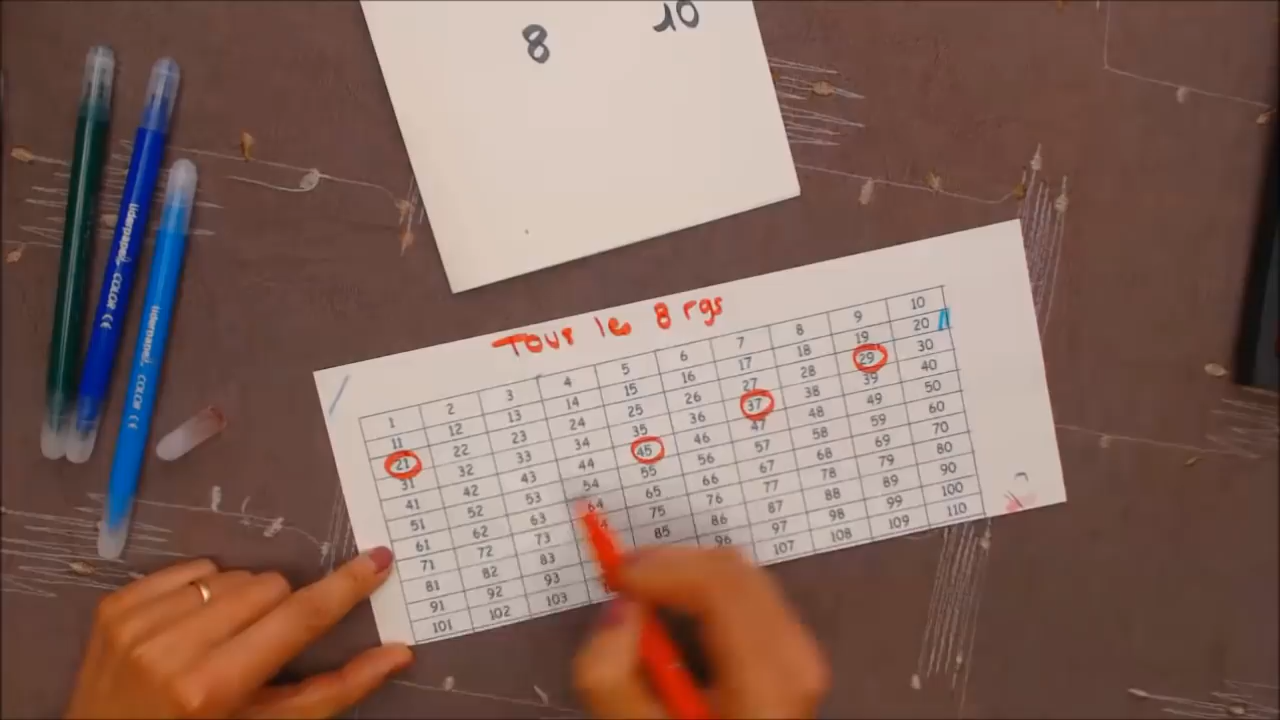 8 10
Tous les 8 rgs
1 2 3 4 5 6 7 8 9 10
11 12 13 14 15 16 17 18 19 20
21 22 23 24 25 26 27 28 29 30
31 32 33 34 35 36 37 38 39 40
41 42 43 44 45 46 47 48 49 50
51 52 53 54 55 56 57 58 59 60
61 62 63 64 65 66 67 68 69 70
71 72 73 75 76 77 78 79 80
81 82 83 85 86 87 88 89 90
91 92 93 96 97 98 99 100
101 102 103 107 108 109 110
liderpapel COLOR
liderpapel COLOR